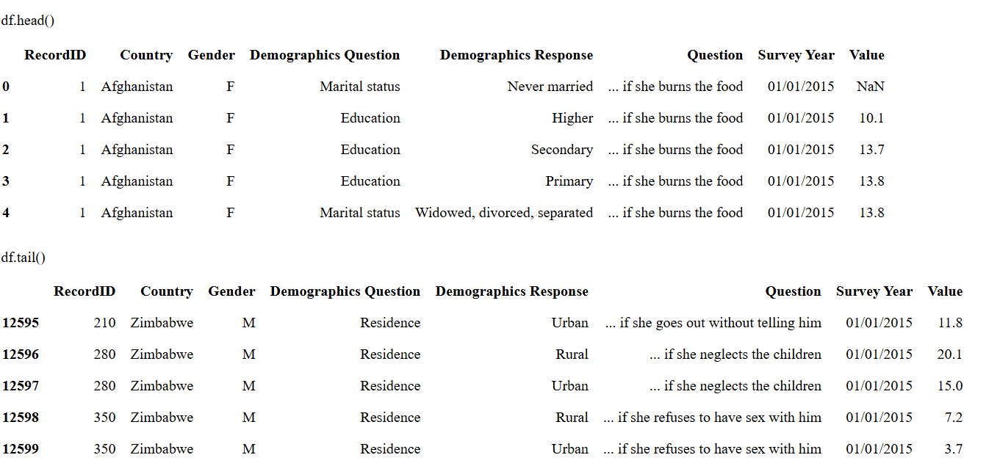 df.head()
RecordID Country Gender Demographics Question Demographics Response Question Survey Year Value
0 1 Afghanistan F Marital status Never married ... if she burns the food 01/01/2015 NaN
1 1 Afghanistan F Education Higher ... if she burns the food 01/01/2015 10.1
2 1 Afghanistan F Education Secondary ... if she burns the food 01/01/2015 13.7
3 1 Afghanistan F Education Primary ... if she burns the food 01/01/2015 13.8
4 1 Afghanistan F Marital status Widowed, divorced, separated ... if she burns the food 01/01/2015 13.8
df.tail()
RecordID Country Gender Demographics Question Demographics Response Question Survey Year Value
12595 210 Zimbabwe M Residence Urban ... if she goes out without telling him 01/01/2015 11.8
12596 280 Zimbabwe M Residence Rural ... if she neglects the children 01/01/2015 20.1
12597 280 Zimbabwe M Residence Urban ... if she neglects the children 01/01/2015 15.0
12598 350 Zimbabwe M Residence Rural ... if she refuses to have sex with him 01/01/2015 7.2
12599 350 Zimbabwe M Residence Urban ... if she refuses to have sex with him 01/01/2015 3.7